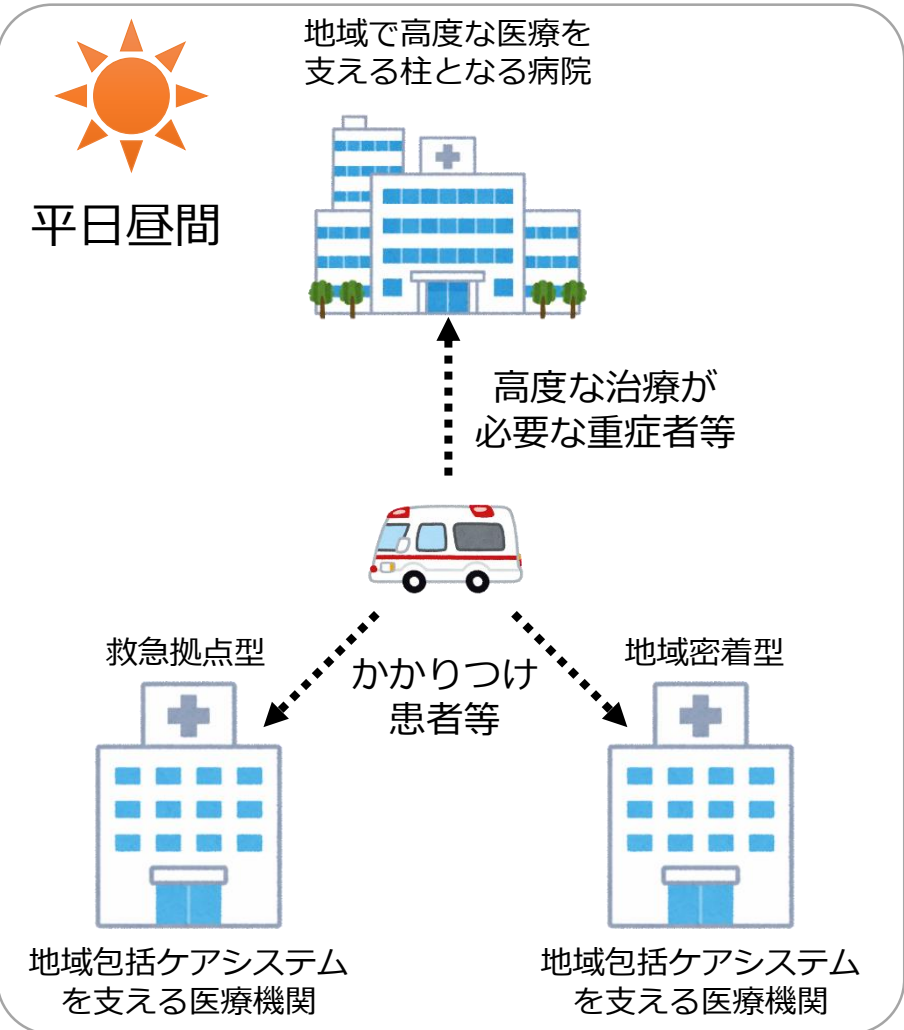 地域で高度な医療を
支える柱となる病院
平日昼間
高度な治療が
必要な重症者等
救急拠点型
かかりつけ
患者等
地域密着型
地域包括ケアシステム
を支える医療機関
地域包括ケアシステム
を支える医療機関